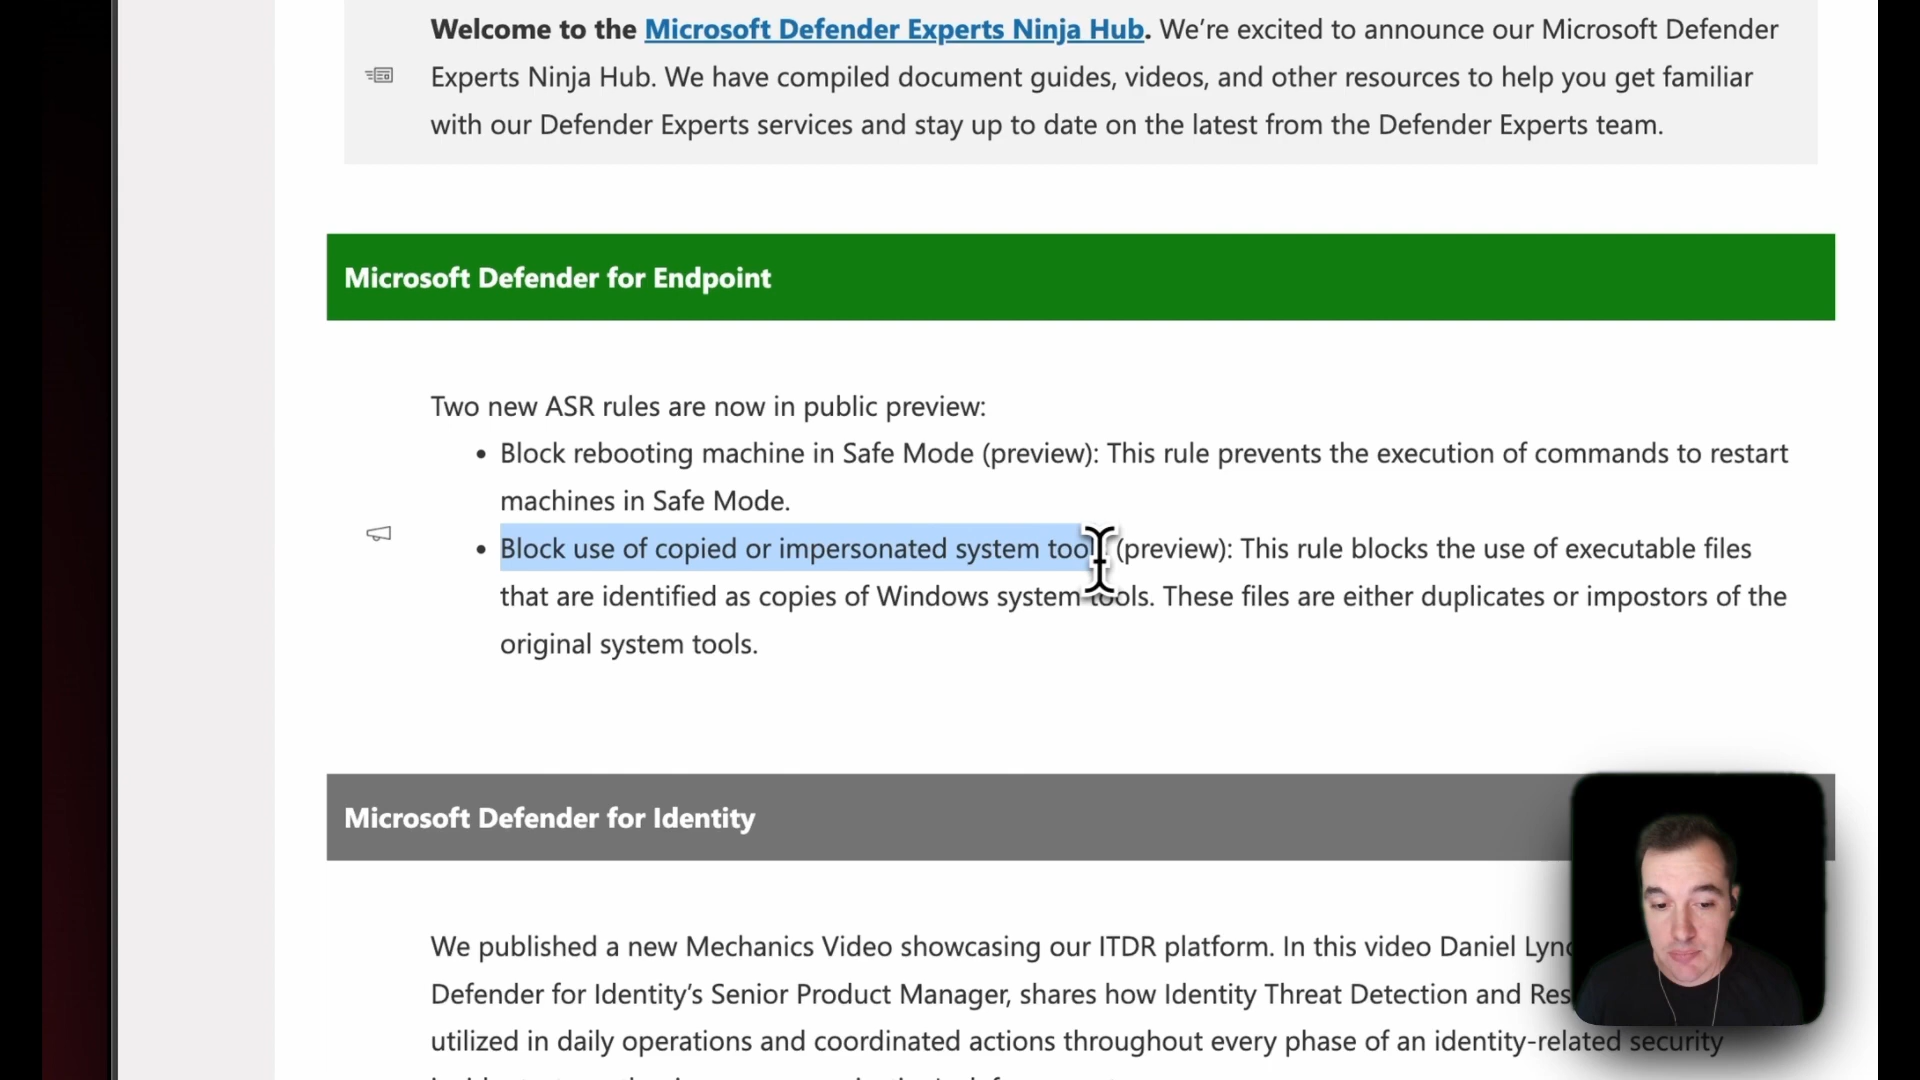 Welcome to the Microsoft Defender Experts Ninja Hub. We’re excited to announce our Microsoft Defender
Experts Ninja Hub. We have compiled document guides, videos, and other resources to help you get familiar
with our Defender Experts services and stay up to date on the latest from the Defender Experts team.
Microsoft Defender for Endpoint
Two new ASR rules are now in public preview:
• Block rebooting machine in Safe Mode (preview): This rule prevents the execution of commands to restart
machines in Safe Mode.
• Block use of copied or impersonated system tools (preview): This rule blocks the use of executable files
that are identified as copies of Windows system tools. These files are either duplicates or impostors of the
original system tools.
Microsoft Defender for Identity
We published a new Mechanics Video showcasing our ITDR platform. In this video Daniel
Defender for Identity’s Senior Product Manager, shares how Identity Threat Detection and
utilized in daily operations and coordinated actions throughout every phase of an identity-related security